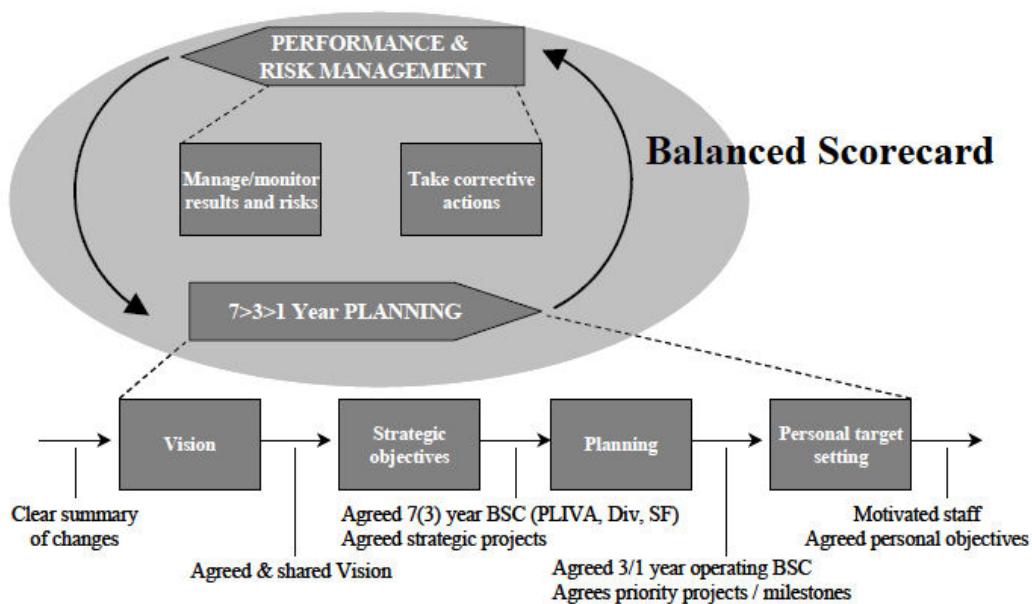 PERFORMANCE &
RISK MANAGEMENT
Balanced Scorecard
Manage/monitor
results and risks
Take corrective
actions
7>3>1 Year PLANNING
Vision
Strategic
objectives
Planning
Personal target
setting
Clear summary
of changes
Agreed & shared Vision
Agreed 7(3) year BSC (PLIVA, Div, SF)
Agreed strategic projects
Agreed 3/1 year operating BSC
Agrees priority projects / milestones
Motivated staff
Agreed personal objectives